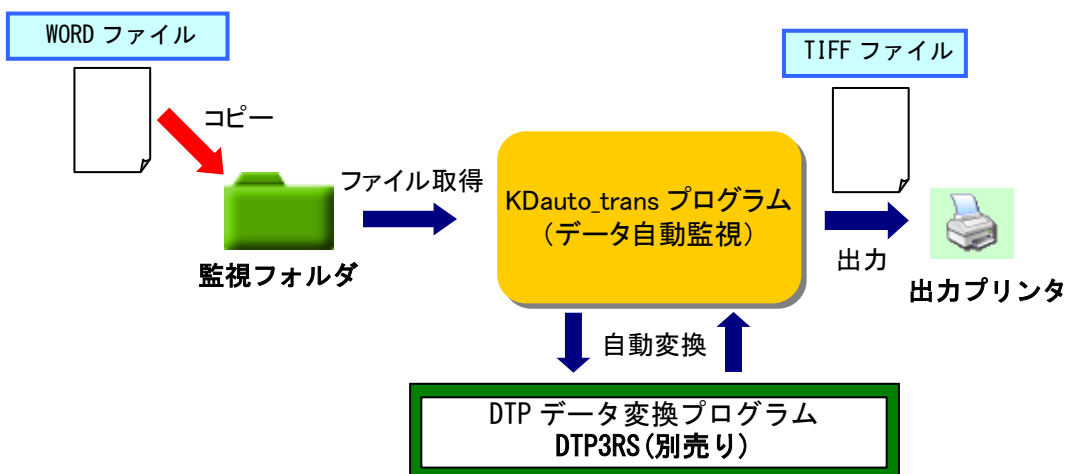 WORD ファイル
TIFF ファイル
コピー
ファイル取得
KDauto_trans プログラム
（データ自動監視）
監視フォルダ
出力
出力プリンタ
自動変換
DTP データ変換プログラム
DTP3RS(別売り)